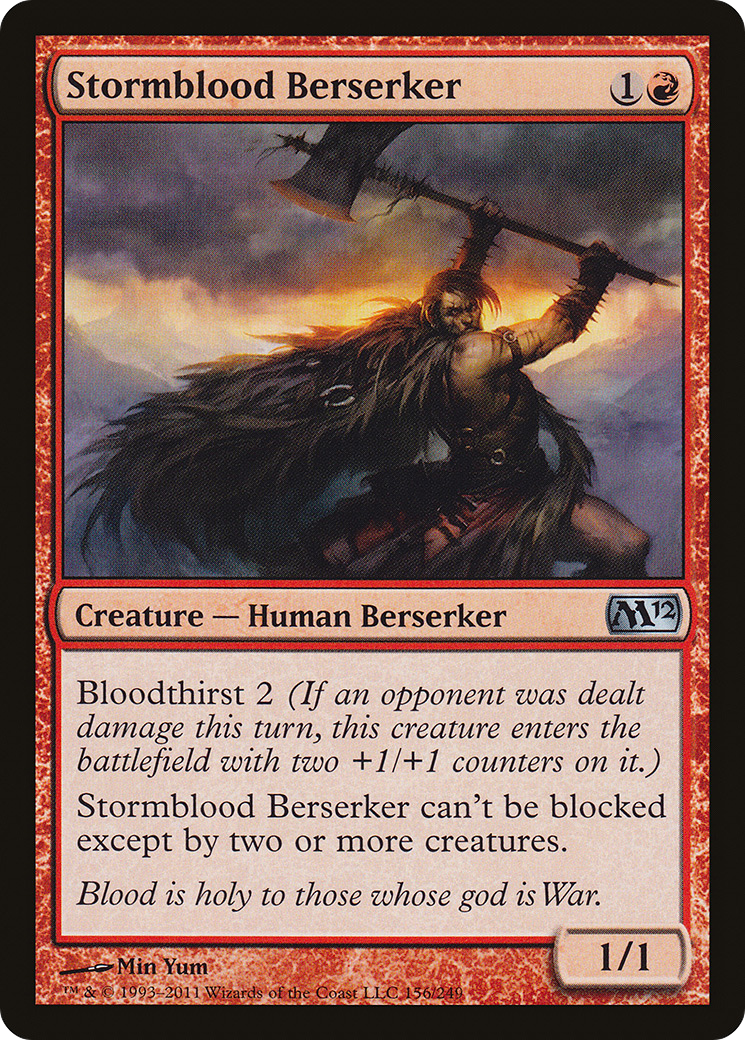 Stormblood Berserker
1
Creature — Human Berserker
M12
Bloodthirst 2 (If an opponent was dealt
damage this turn, this creature enters the
battlefield with two +1/+1 counters on it.)
Stormblood Berserker can't be blocked
except by two or more creatures.
Blood is holy to those whose god is War.
1/1
Min Yum
™ & © 1993–2011 Wizards of the Coast LLC 156/249